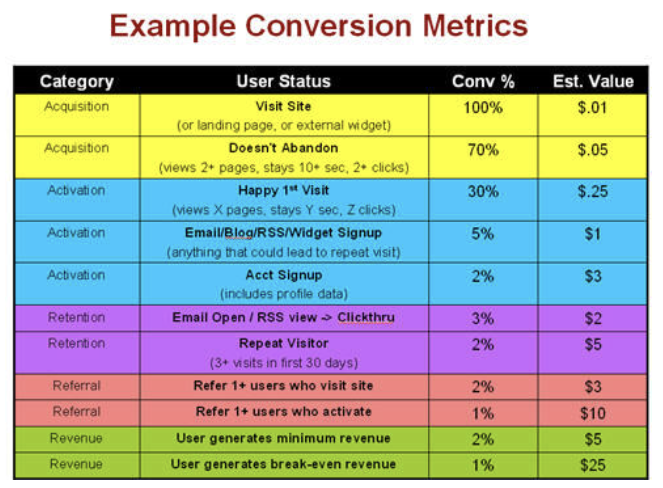 Example Conversion Metrics
Category User Status Conv % Est. Value
Acquisition Visit Site 100% $.01
(or landing page, or external widget)
Acquisition Doesn't Abandon 70% $.05
(views 2+ pages, stays 10+ sec, 2+ clicks)
Activation Happy 1st Visit 30% $.25
(views X pages, stays Y sec, Z clicks)
Activation Email/Blog/RSS/Widget Signup 5% $1
(anything that could lead to repeat visit)
Activation Acct Signup 2% $3
(includes profile data)
Retention Email Open / RSS view -> Clickthru 3% $2
Retention Repeat Visitor 2% $5
(3+ visits in first 30 days)
Referral Refer 1+ users who visit site 2% $3
Referral Refer 1+ users who activate 1% $10
Revenue User generates minimum revenue 2% $5
Revenue User generates break-even revenue 1% $25